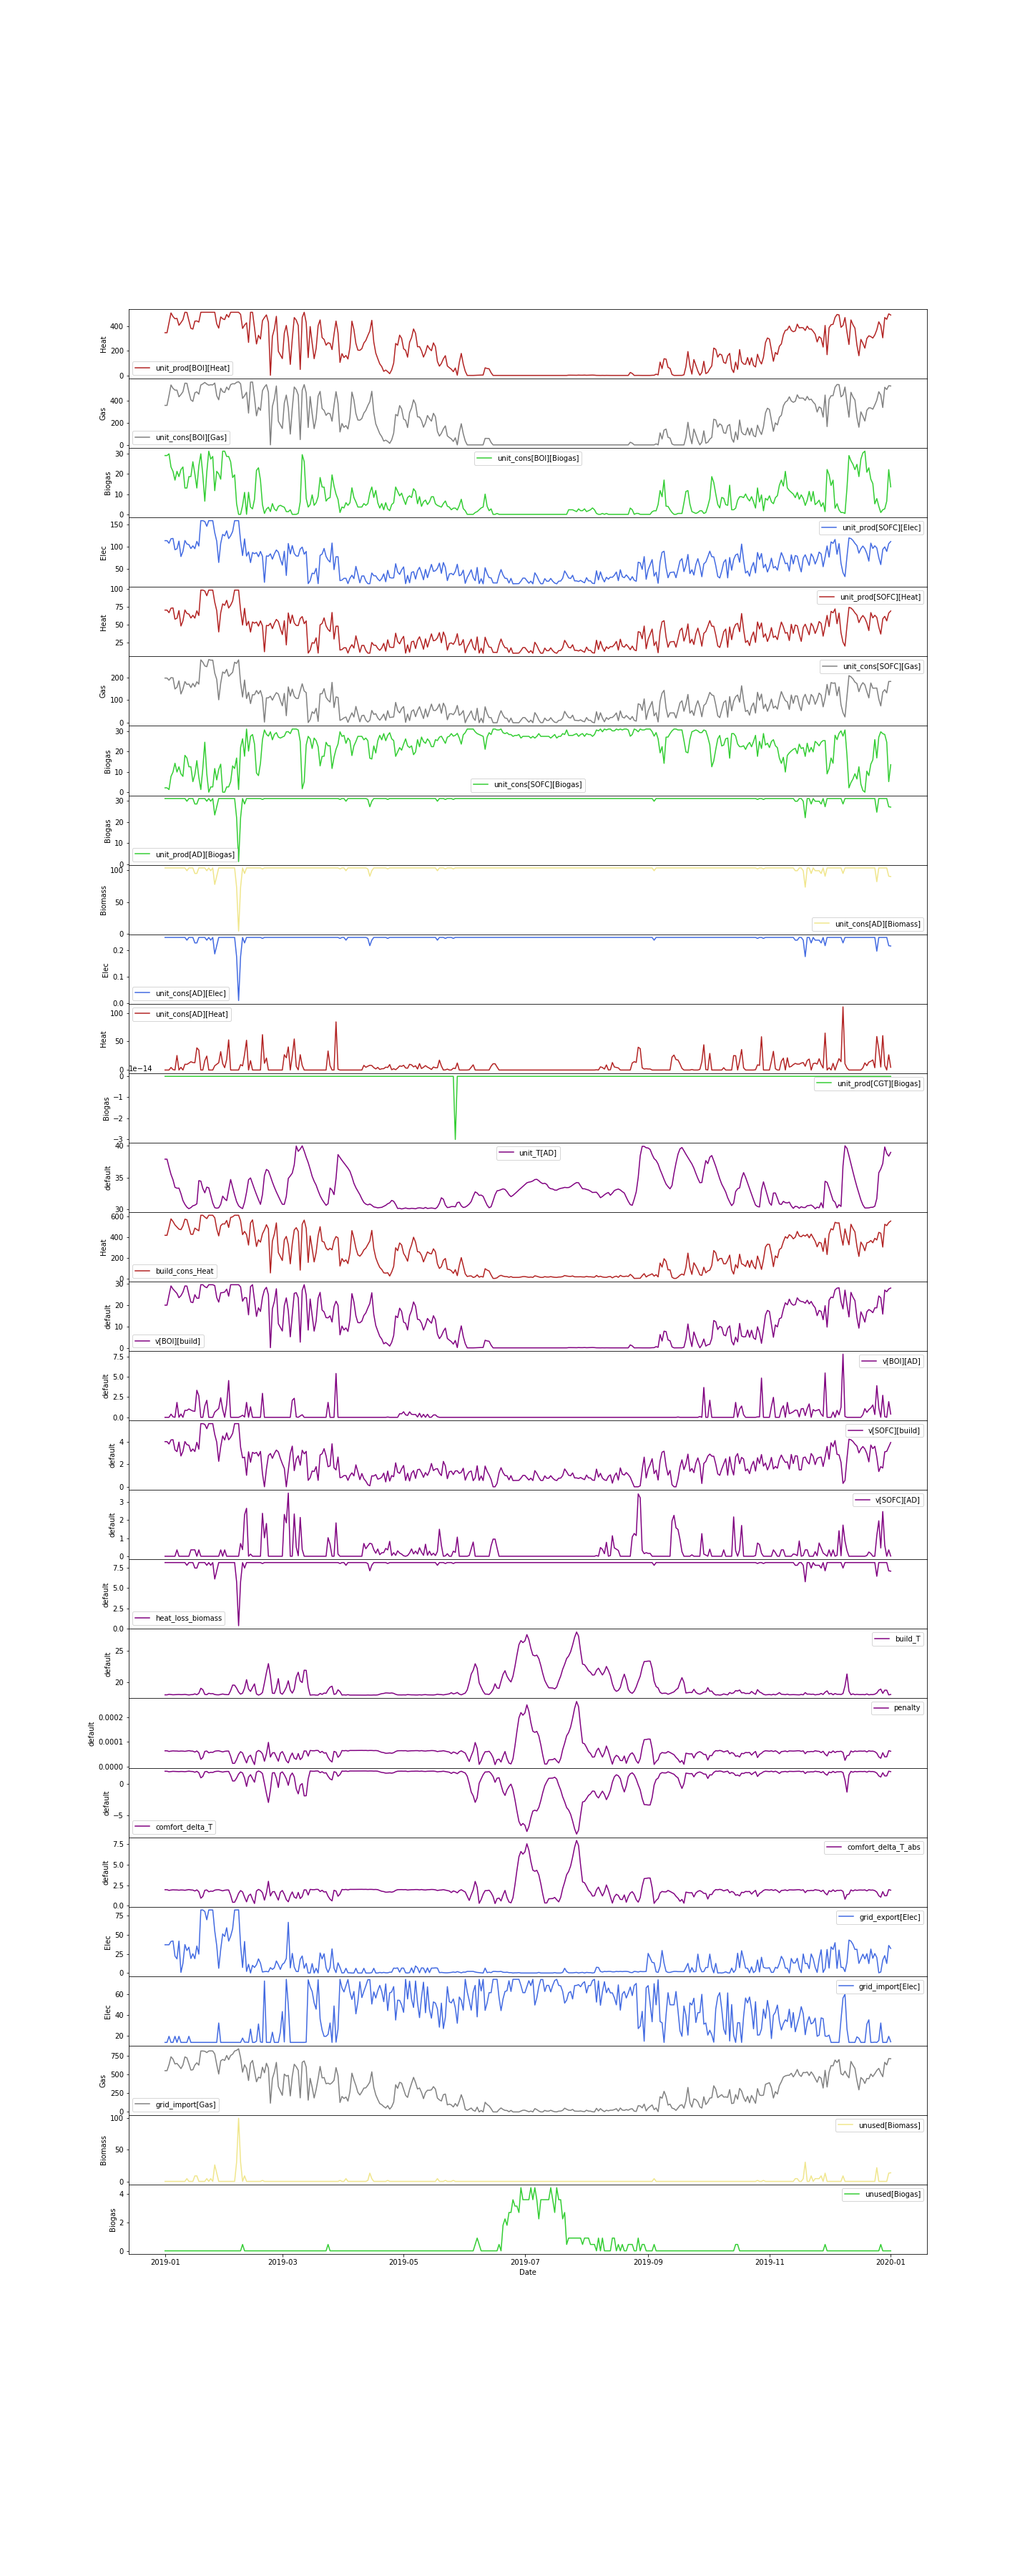 Heat
400
200
0
unit_prod[BOI][Heat]
Gas
400
200
0
unit_cons[BOI][Gas]
Biogas
30
20
10
0
unit_cons[BOI][Biogas]
Elec
150
100
50
unit_prod[SOFC][Elec]
Heat
100
75
50
25
unit_prod[SOFC][Heat]
Gas
200
100
0
unit_cons[SOFC][Gas]
Biogas
30
20
10
0
unit_cons[SOFC][Biogas]
Biogas
30
20
10
0
unit_prod[AD][Biogas]
Biomass
100
50
0
unit_cons[AD][Biomass]
Elec
0.2
0.1
0.0
unit_cons[AD][Elec]
Heat
100
50
0
unit_cons[AD][Heat]
1e−14
Biogas
0
−1
−2
−3
unit_prod[CGT][Biogas]
default
40
35
30
unit_T[AD]
Heat
600
400
200
0
build_cons_Heat
default
30
20
10
0
v[BOI][build]
default
7.5
5.0
2.5
0.0
v[BOI][AD]
default
4
2
0
v[SOFC][build]
default
3
2
1
0
v[SOFC][AD]
default
7.5
5.0
2.5
0.0
heat_loss_biomass
default
25
20
build_T
default
0.0002
0.0001
0.0000
penalty
default
0
−5
comfort_delta_T
default
7.5
5.0
2.5
0.0
comfort_delta_T_abs
Elec
75
50
25
0
grid_export[Elec]
Elec
60
40
20
grid_import[Elec]
Gas
750
500
250
0
grid_import[Gas]
Biomass
100
50
0
unused[Biomass]
Biogas
4
2
0
unused[Biogas]
2019-01 2019-03 2019-05 2019-07 2019-09 2019-11 2020-01
Date